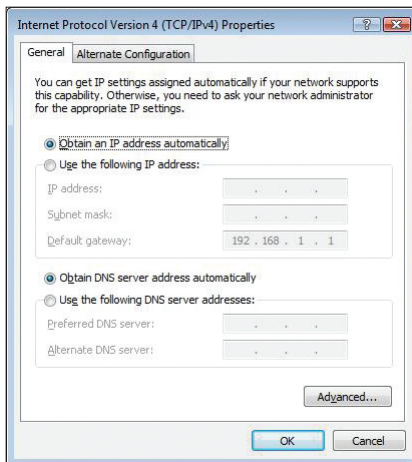 Internet Protocol Version 4 (TCP/IPv4) Properties
General
Alternate Configuration
You can get IP settings assigned automatically if your network supports
this capability. Otherwise, you need to ask your network administrator
for the appropriate IP settings.
Obtain an IP address automatically
Use the following IP address:
IP address: . . .
Subnet mask: . . .
Default gateway: 192 . 168 . 1 . 1
Obtain DNS server address automatically
Use the following DNS server addresses:
Preferred DNS server: . . .
Alternate DNS server: . . .
Advanced...
OK
Cancel